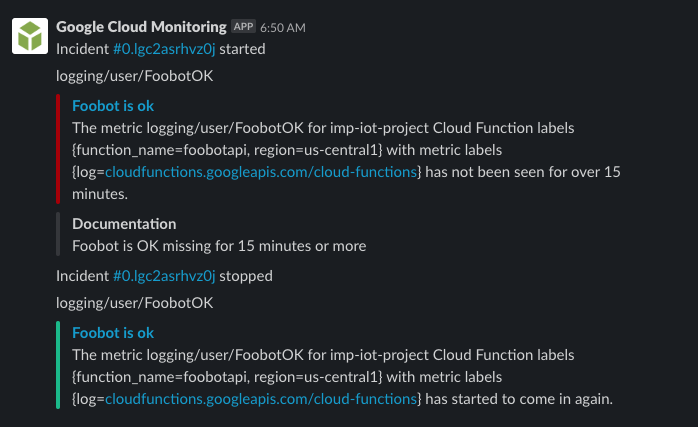 Google Cloud Monitoring APP 6:50 AM
Incident #0.lgc2asrhvz0j started
logging/user/FoobotOK
Foobot is ok
The metric logging/user/FoobotOK for imp-iot-project Cloud Function labels
{function_name=foobotapi, region=us-central1} with metric labels
{log=cloudfunctions.googleapis.com/cloud-functions} has not been seen for over 15
minutes.
Documentation
Foobot is OK missing for 15 minutes or more
Incident #0.lgc2asrhvz0j stopped
logging/user/FoobotOK
Foobot is ok
The metric logging/user/FoobotOK for imp-iot-project Cloud Function labels
{function_name=foobotapi, region=us-central1} with metric labels
{log=cloudfunctions.googleapis.com/cloud-functions} has started to come in again.